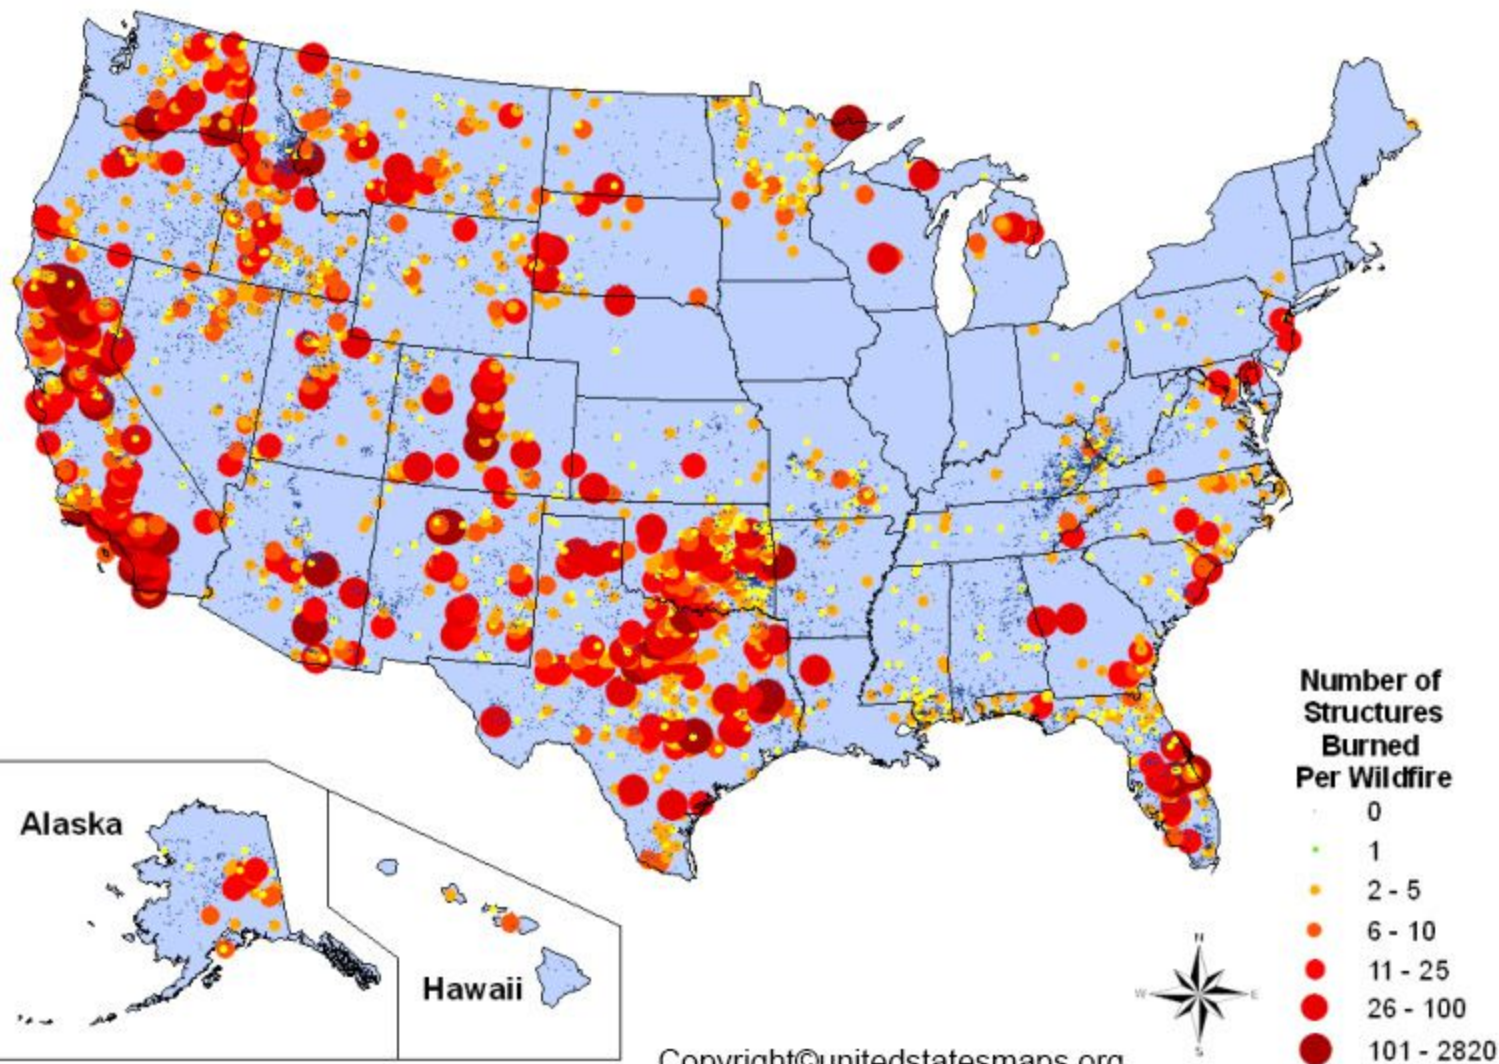 Alaska
Hawaii
Number of
Structures
Burned
Per Wildfire
0
1
2 - 5
6 - 10
11 - 25
26 - 100
101 - 2820
N
W
E
S
Copyright©unitedstatesmaps.org